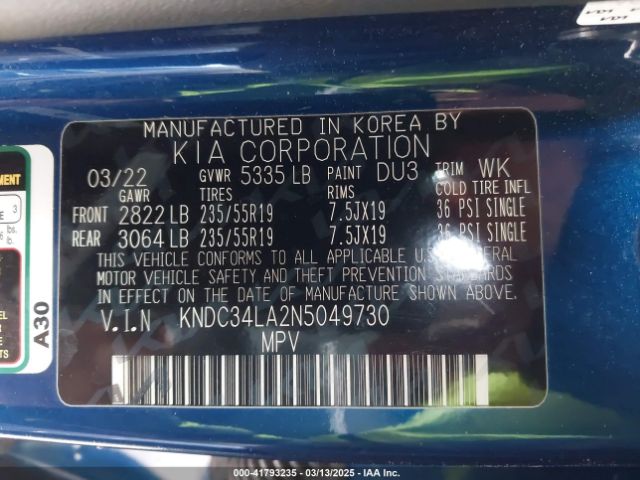 MANUFACTURED IN KOREA BY
KIA CORPORATION
03/22 GVWR 5335 LB PAINT DU3 TRIM WK
GAWR TIRES RIMS COLD TIRE INFL
FRONT 2822 LB 235/55R19 7.5JX19 36 PSI SINGLE
REAR 3064 LB 235/55R19 7.5JX19 36 PSI SINGLE
THIS VEHICLE CONFORMS TO ALL APPLICABLE U.S. FEDERAL
MOTOR VEHICLE SAFETY AND THEFT PREVENTION STANDARDS
IN EFFECT ON THE DATE OF MANUFACTURE SHOWN ABOVE.
V.I.N KNDC34LA2N5049730
MPV
A30
3
lbs.
000-41793235 - 03/13/2025 - IAA Inc.